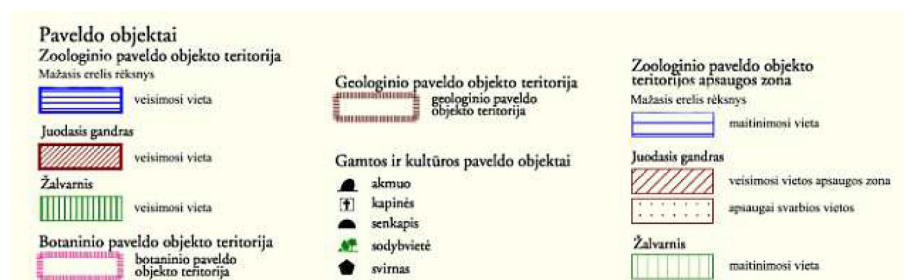 Paveldo objektai
Zoologinio paveldo objekto teritorija
Mažasis erelis rėksnys
veisimosi vieta
Juodasis gandras
veisimosi vieta
Žalvarnis
veisimosi vieta
Botaninio paveldo objekto teritorija
botaninio paveldo
objekto teritorija
Geologinio paveldo objekto teritorija
geologinio paveldo
objekto teritorija
Gamtos ir kultūros paveldo objektai
akmuo
kapinės
senkapis
sodybvietė
svirnas
Zoologinio paveldo objekto
teritorijos apsaugos zona
Mažasis erelis rėksnys
maitinimosi vieta
Juodasis gandras
veisimosi vietos apsaugos zona
apsaugai svarbios vietos
Žalvarnis
maitinimosi vieta